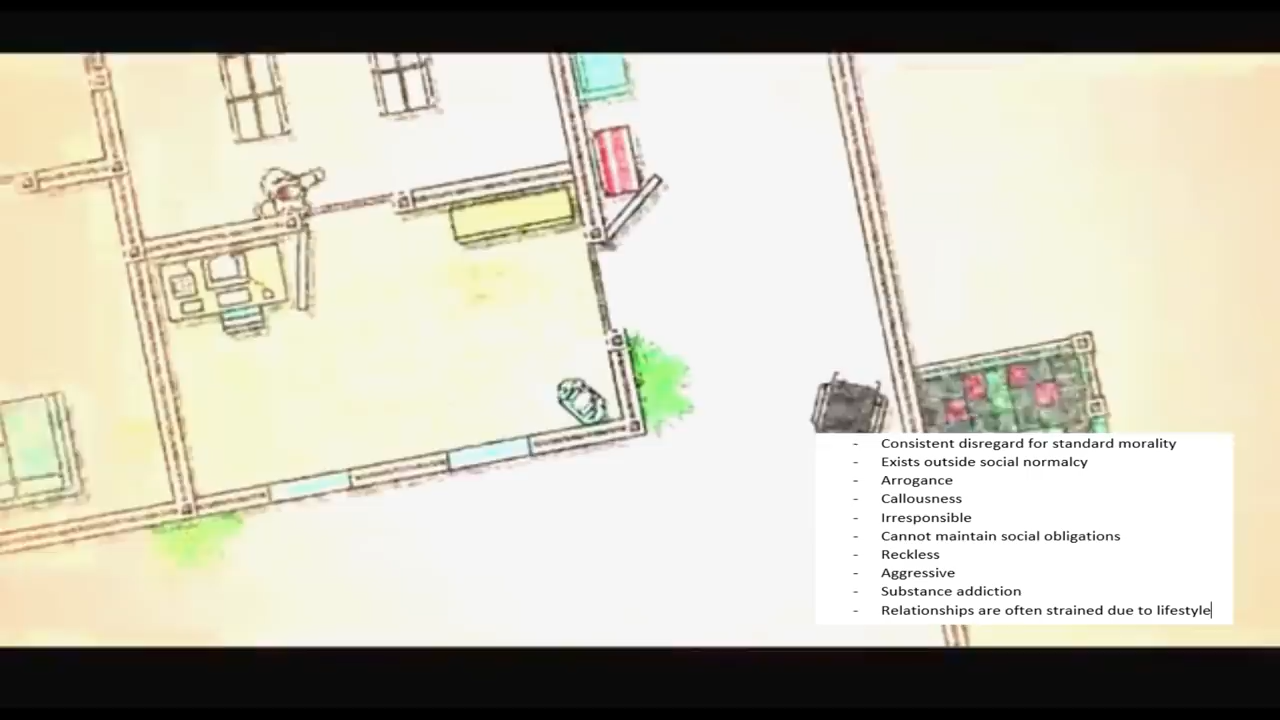 - Consistent disregard for standard morality
- Exists outside social normalcy
- Arrogance
- Callousness
- Irresponsible
- Cannot maintain social obligations
- Reckless
- Aggressive
- Substance addiction
- Relationships are often strained due to lifestyle